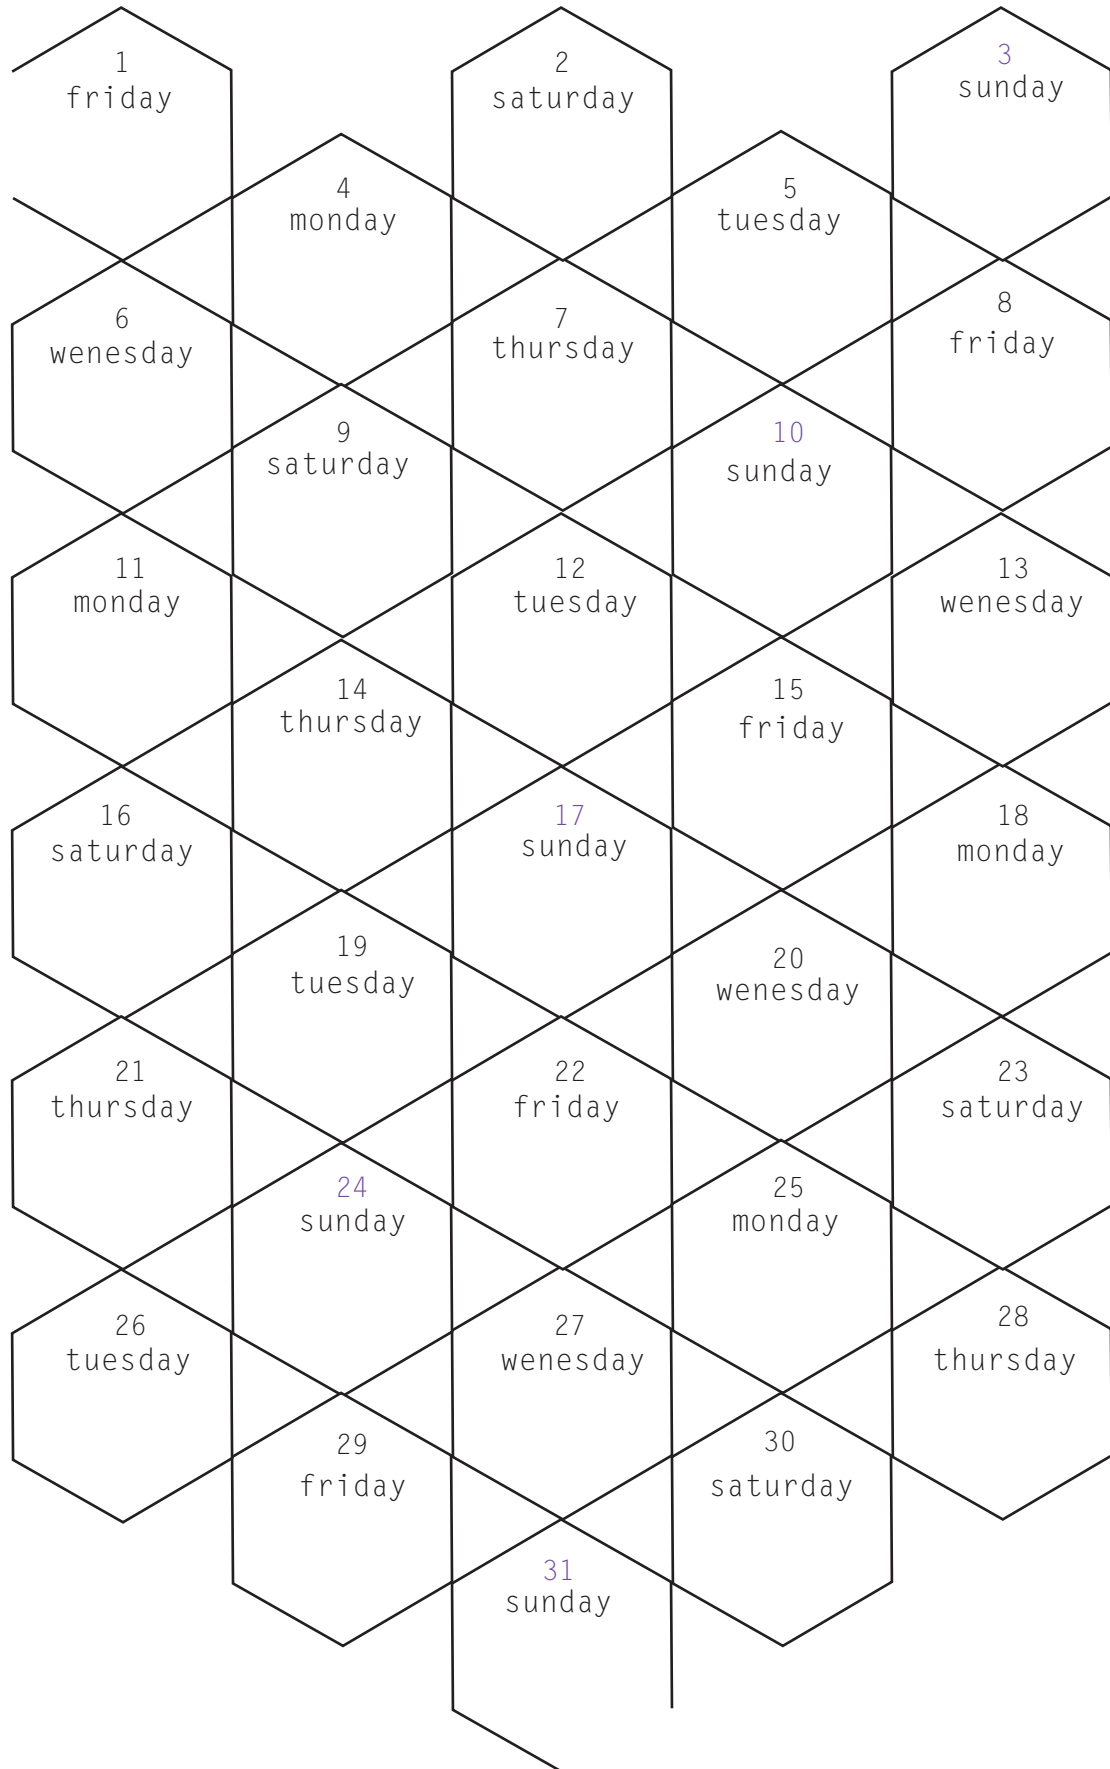 1
friday
2
saturday
3
sunday
4
monday
5
tuesday
6
wenesday
7
thursday
8
friday
9
saturday
10
sunday
11
monday
12
tuesday
13
wenesday
14
thursday
15
friday
16
saturday
17
sunday
18
monday
19
tuesday
20
wenesday
21
thursday
22
friday
23
saturday
24
sunday
25
monday
26
tuesday
27
wenesday
28
thursday
29
friday
30
saturday
31
sunday